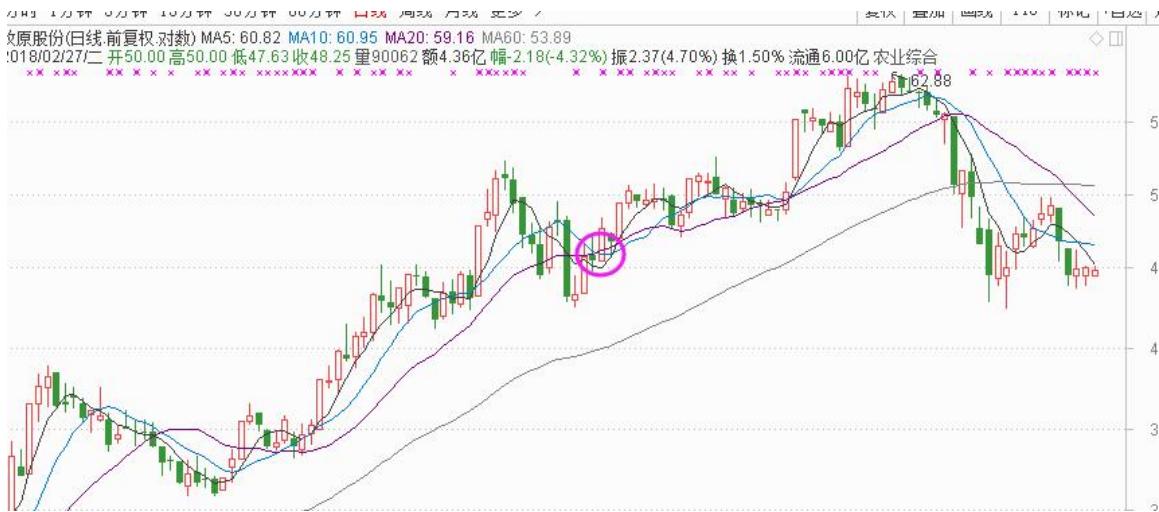 分时 1分钟 5分钟 15分钟 30分钟 60分钟 日线 周线 月线 更多 >
复权 叠加 画线 F10 标记 +自选
牧原股份(日线.前复权.对数) MA5: 60.82 MA10: 60.95 MA20: 59.16 MA60: 53.89
2018/02/27/二 开50.00 高50.00 低47.63 收48.25 量90062 额4.36亿 幅-2.18(-4.32%) 振2.37(4.70%) 换1.50% 流通6.00亿 农业综合
62.88
5
5
4
4
3
3